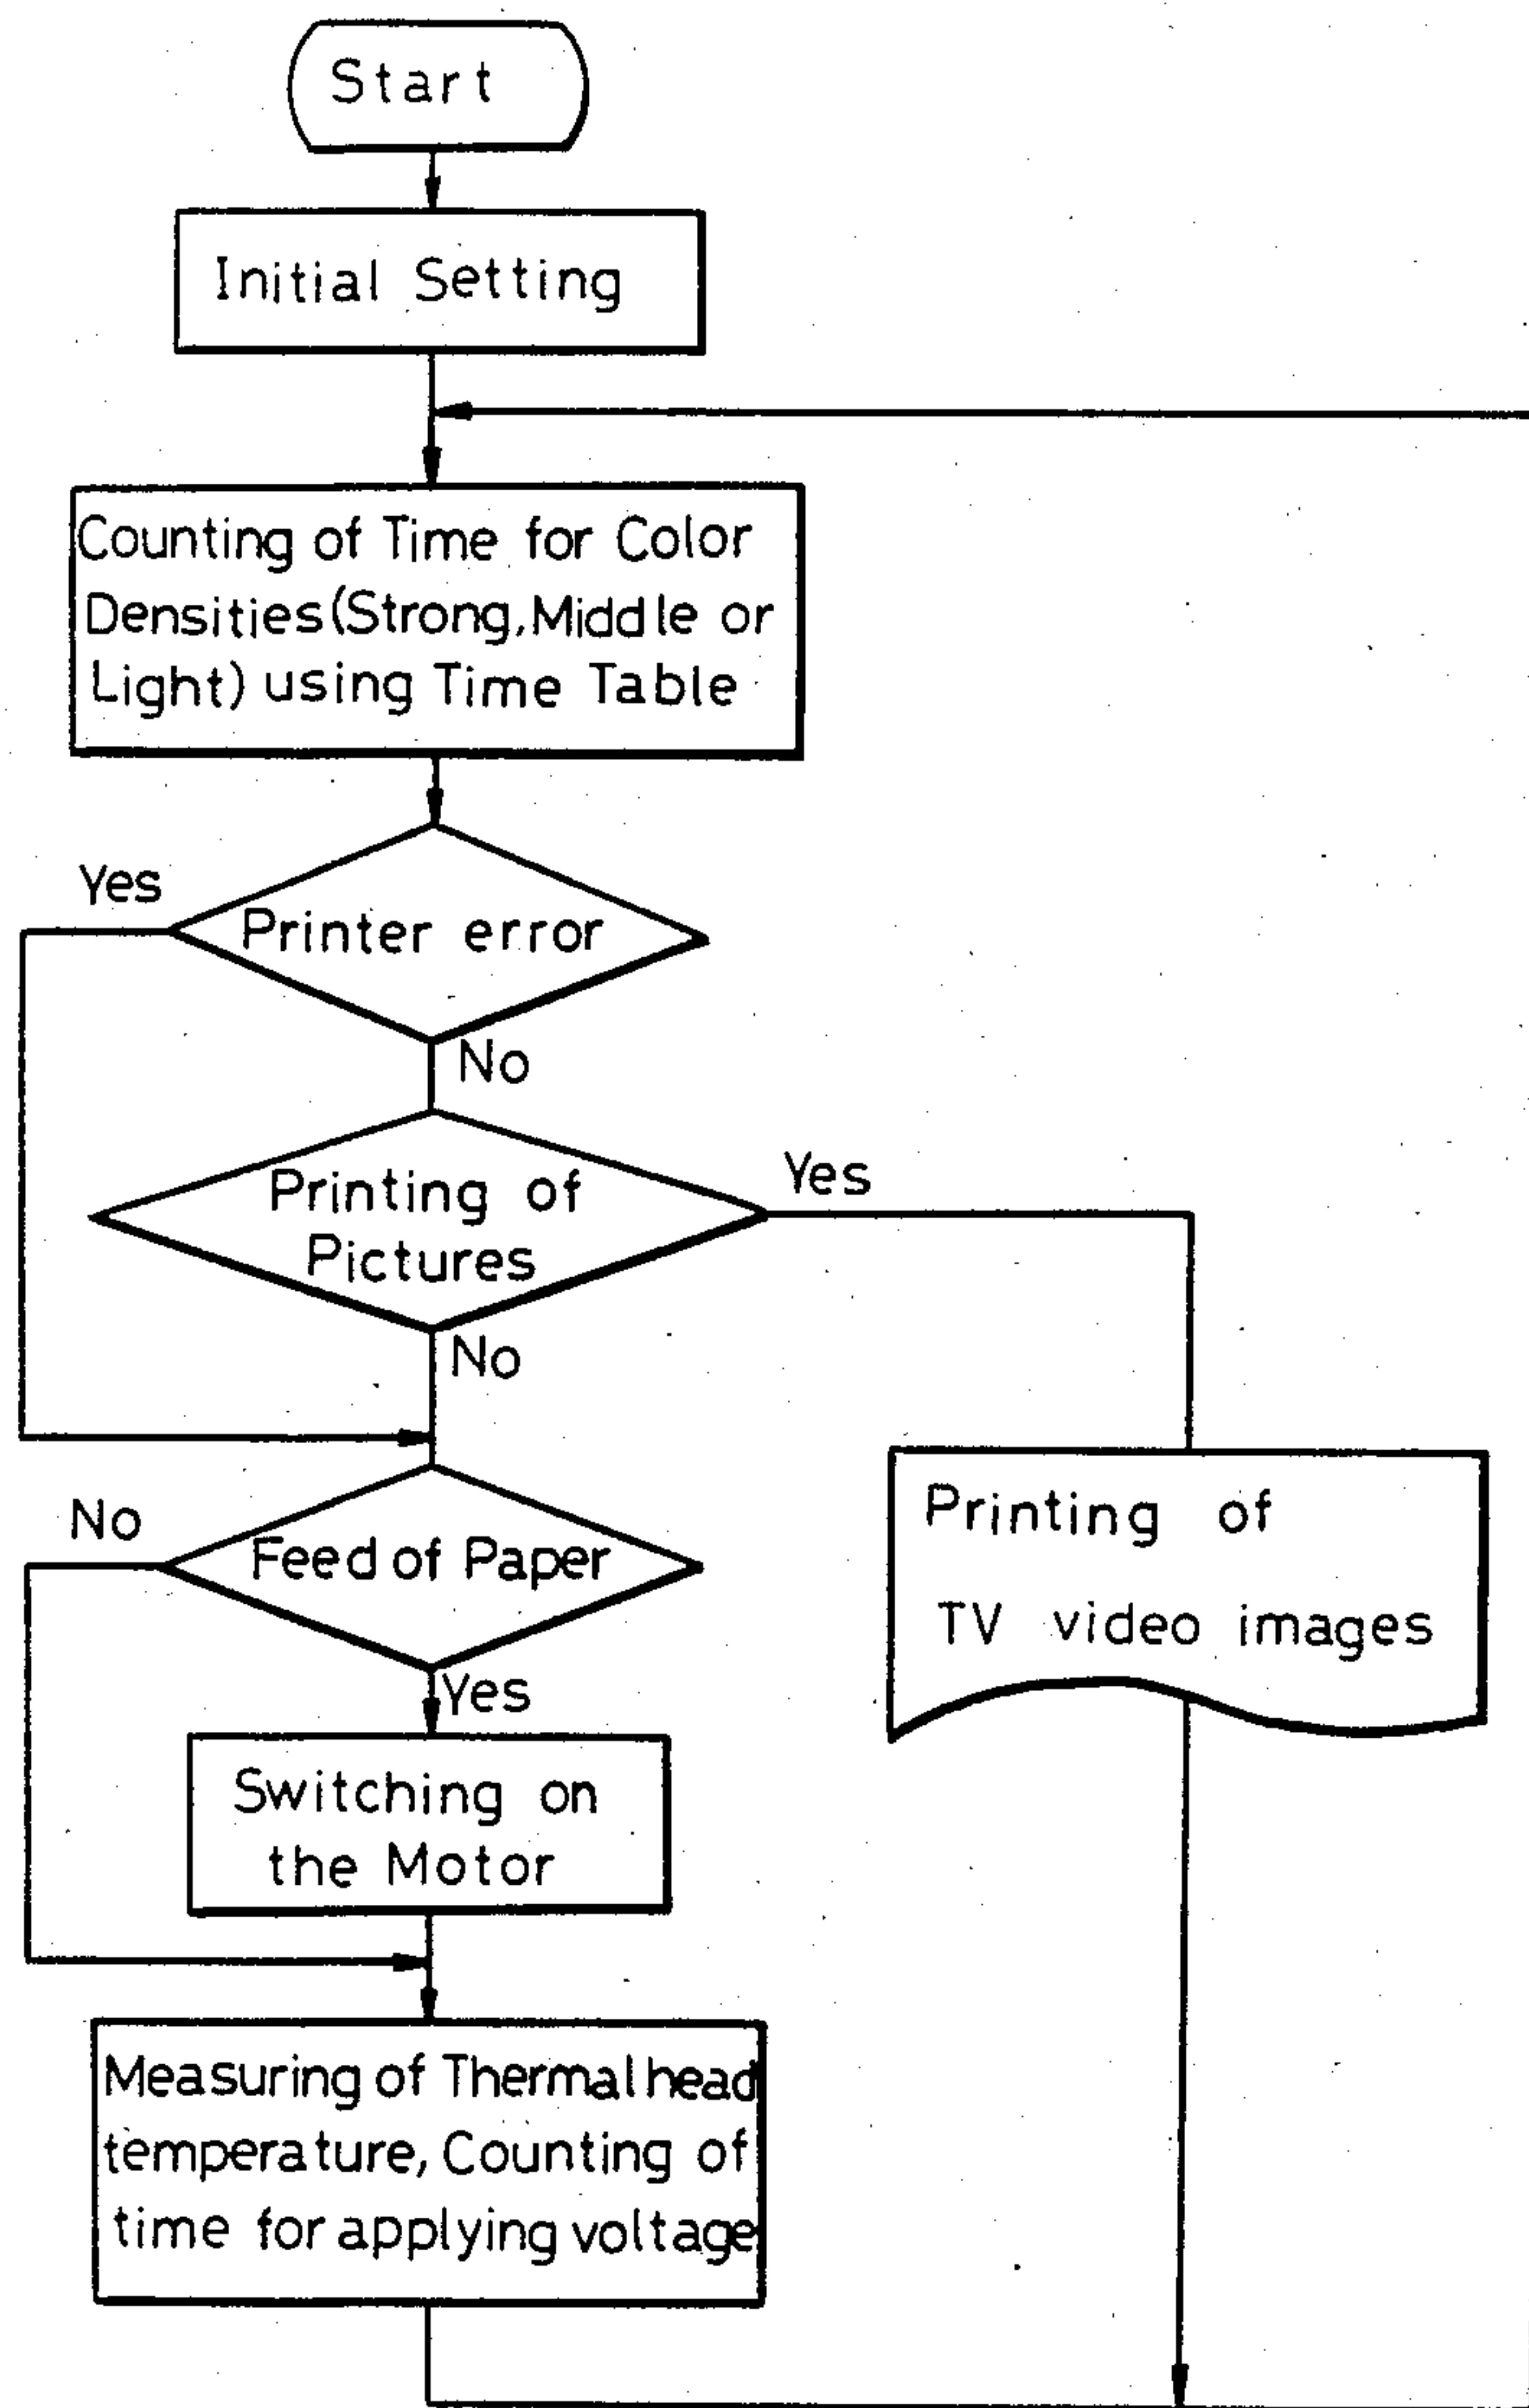 Start
Initial Setting
Counting of Time for Color
Densities(Strong,Middle or
Light) using Time Table
Yes
Printer error
No
Printing of
Pictures
Yes
No
No
Feed of Paper
Yes
Printing of
TV video images
Switching on
the Motor
Measuring of Thermal head
temperature, Counting of
time for applying voltage